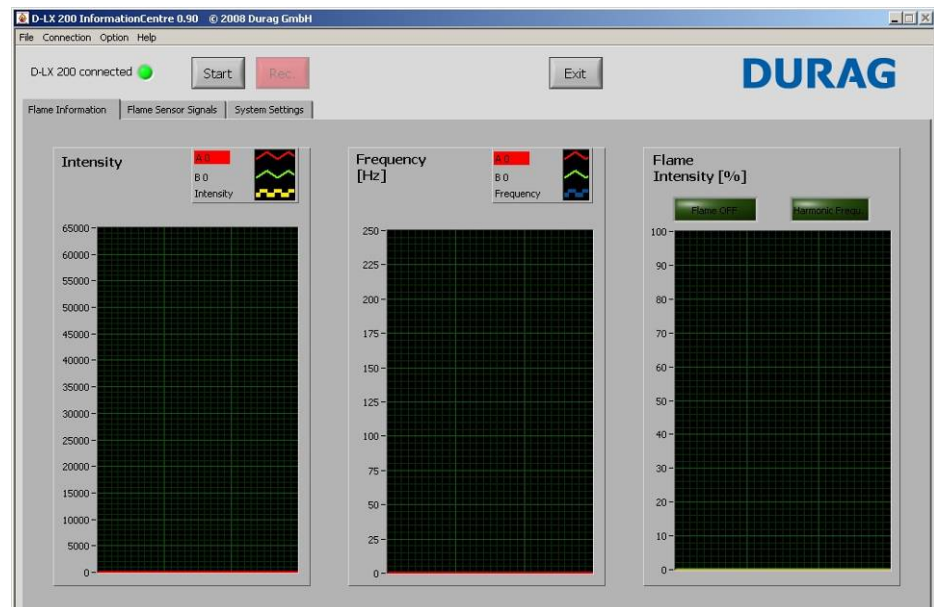 D-LX 200 InformationCentre 0.90 © 2008 Durag GmbH
File Connection Option Help
D-LX 200 connected Start Rec. Exit DURAG
Flame Information Flame Sensor Signals System Settings
Intensity
A 0
B 0
Intensity
65000
60000
55000
50000
45000
40000
35000
30000
25000
20000
15000
10000
5000
0
Frequency
[Hz]
A 0
B 0
Frequency
250
225
200
175
150
125
100
75
50
25
0
Flame
Intensity [%]
Flame OFF Harmonic Frequ.
100
90
80
70
60
50
40
30
20
10
0